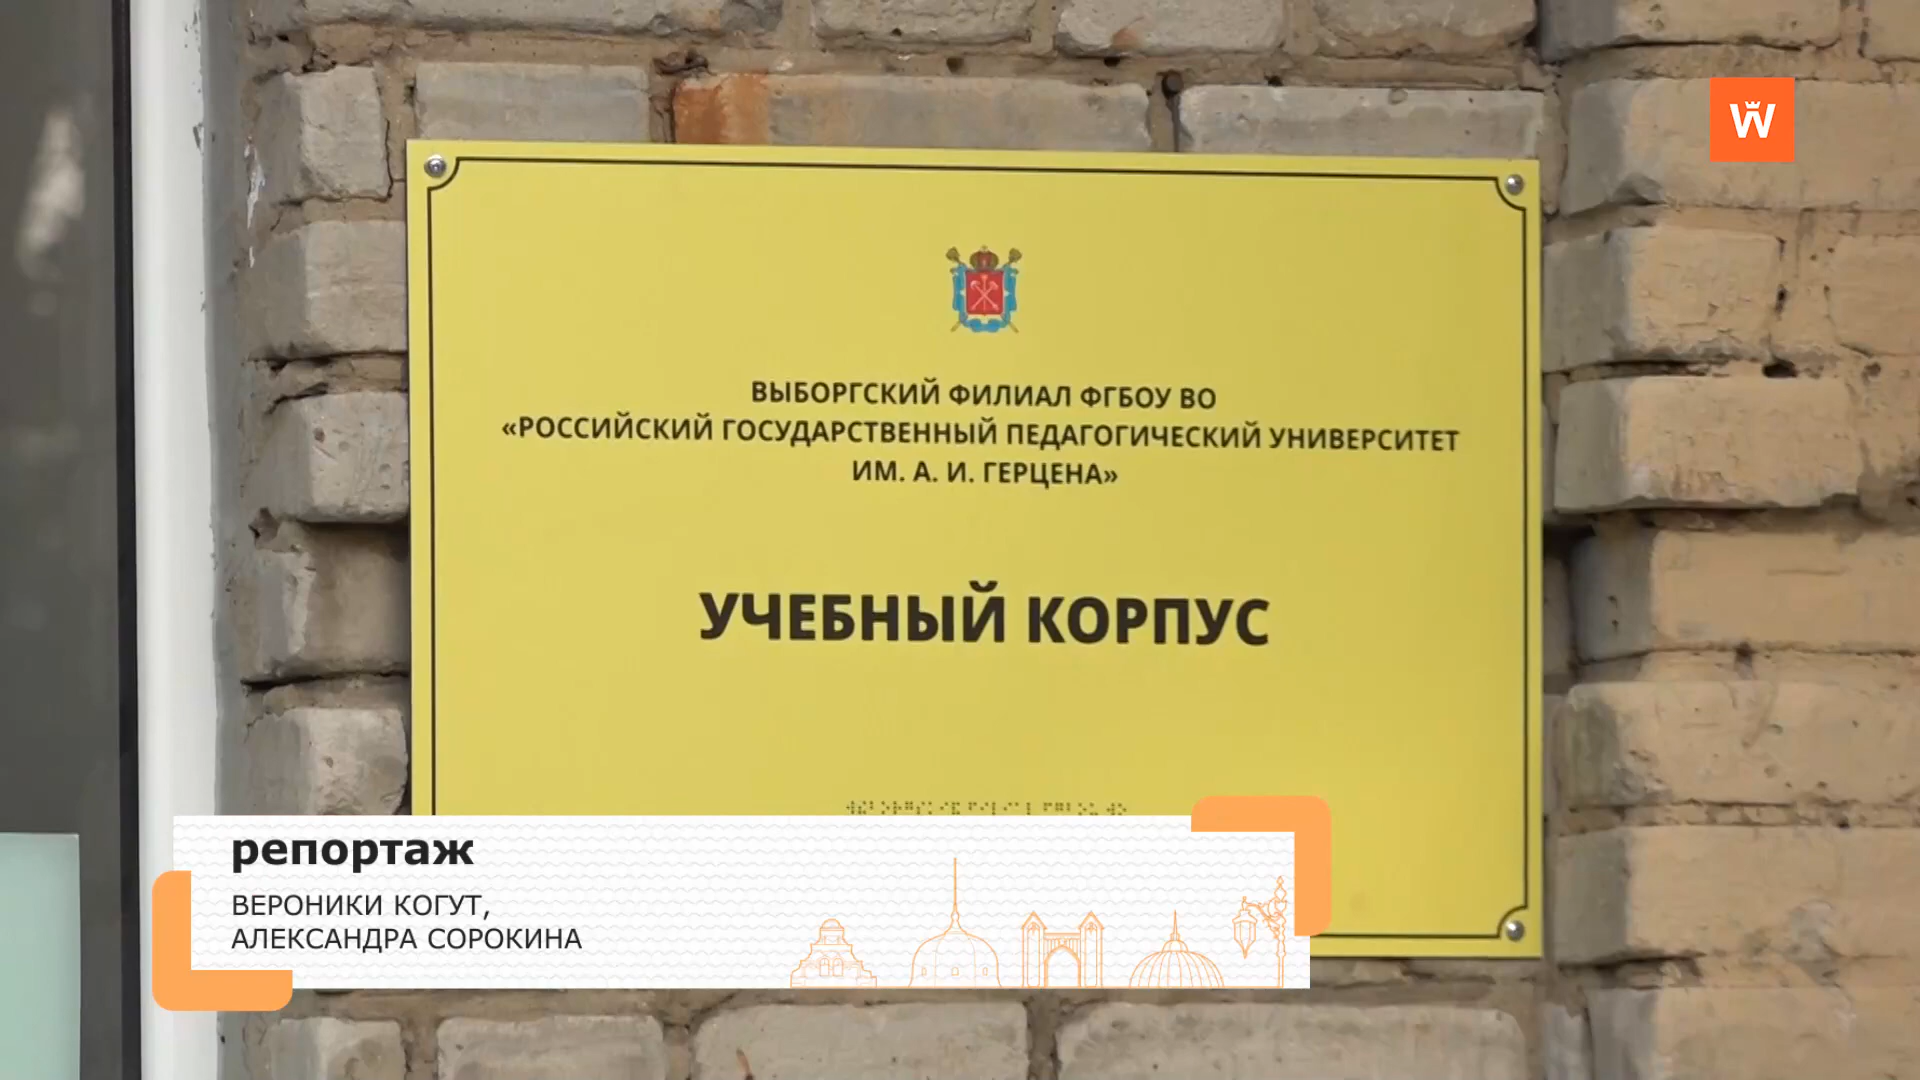 W
ВЫБОРГСКИЙ ФИЛИАЛ ФГБОУ ВО
«РОССИЙСКИЙ ГОСУДАРСТВЕННЫЙ ПЕДАГОГИЧЕСКИЙ УНИВЕРСИТЕТ
ИМ. А. И. ГЕРЦЕНА»
УЧЕБНЫЙ КОРПУС
репортаж
ВЕРОНИКИ КОГУТ,
АЛЕКСАНДРА СОРОКИНА